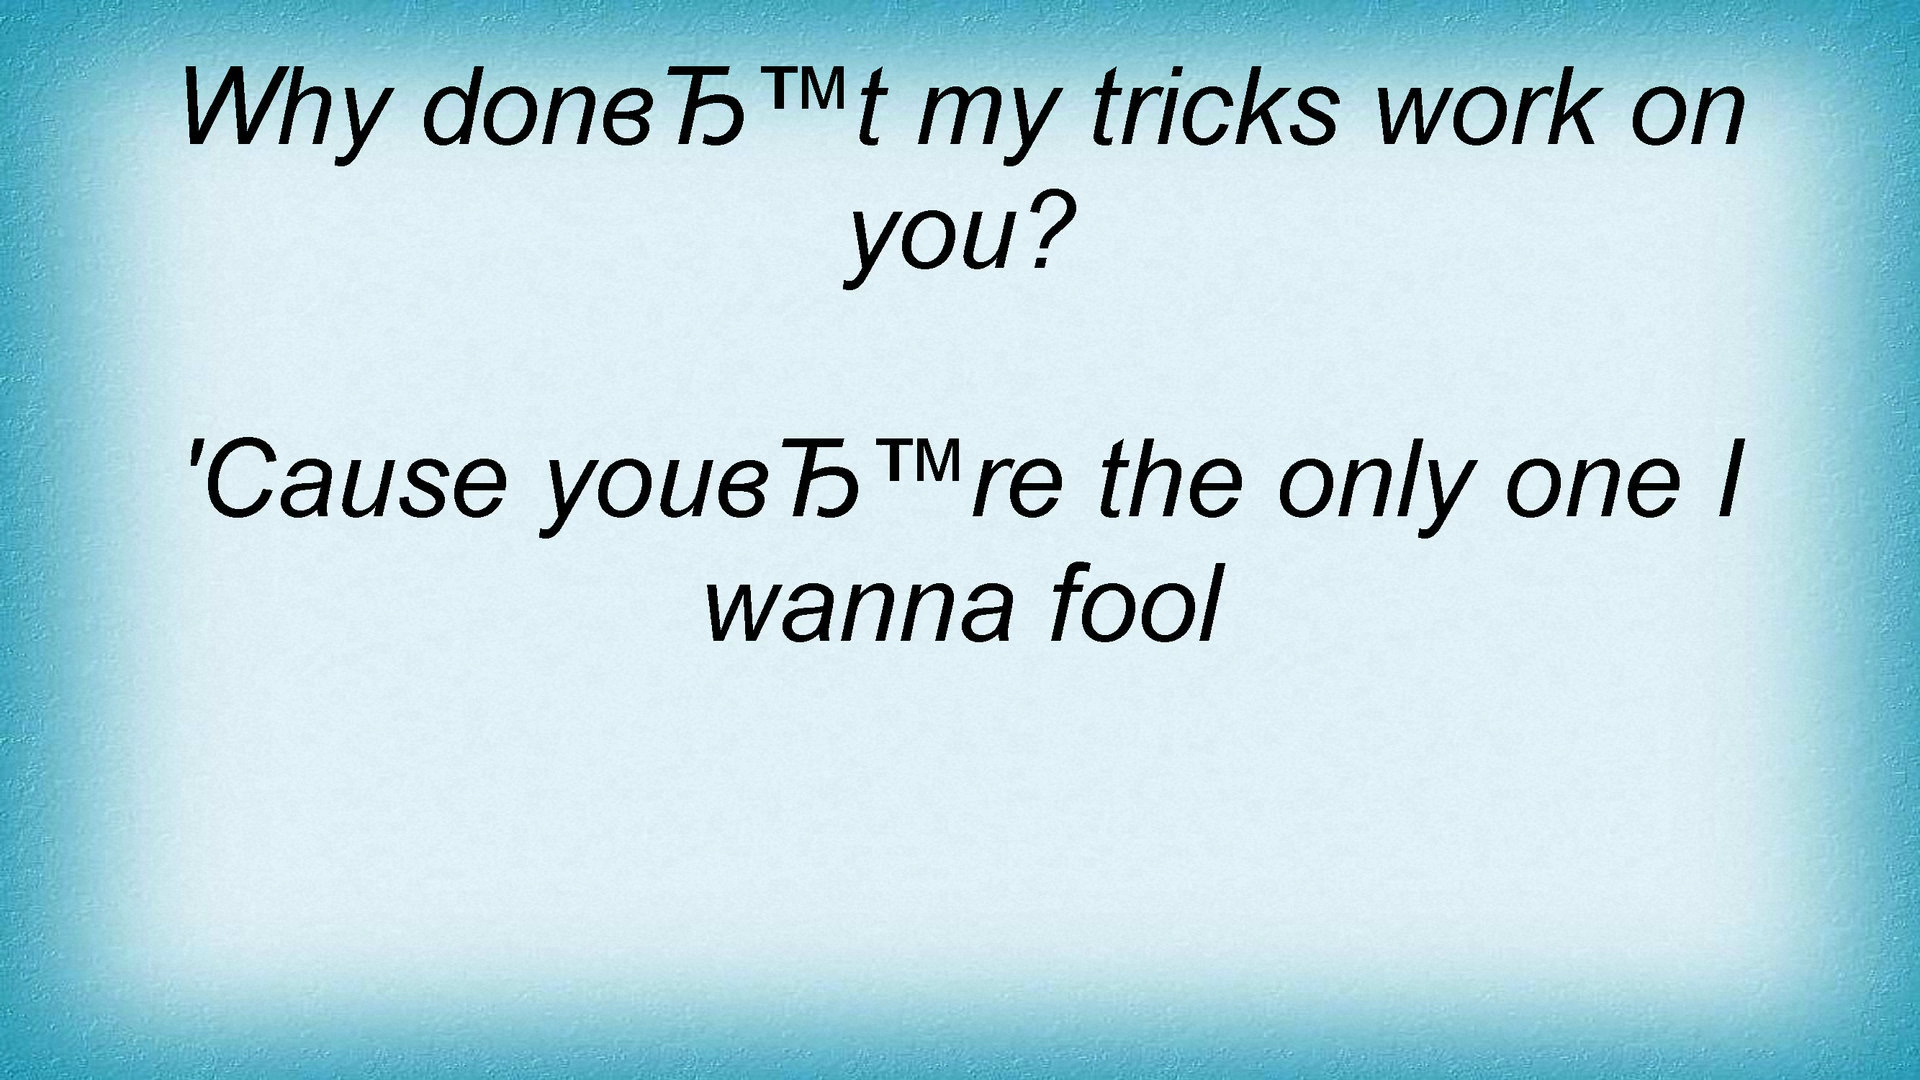 Why donвЂ™t my tricks work on
you?
'Cause youвЂ™re the only one I
wanna fool